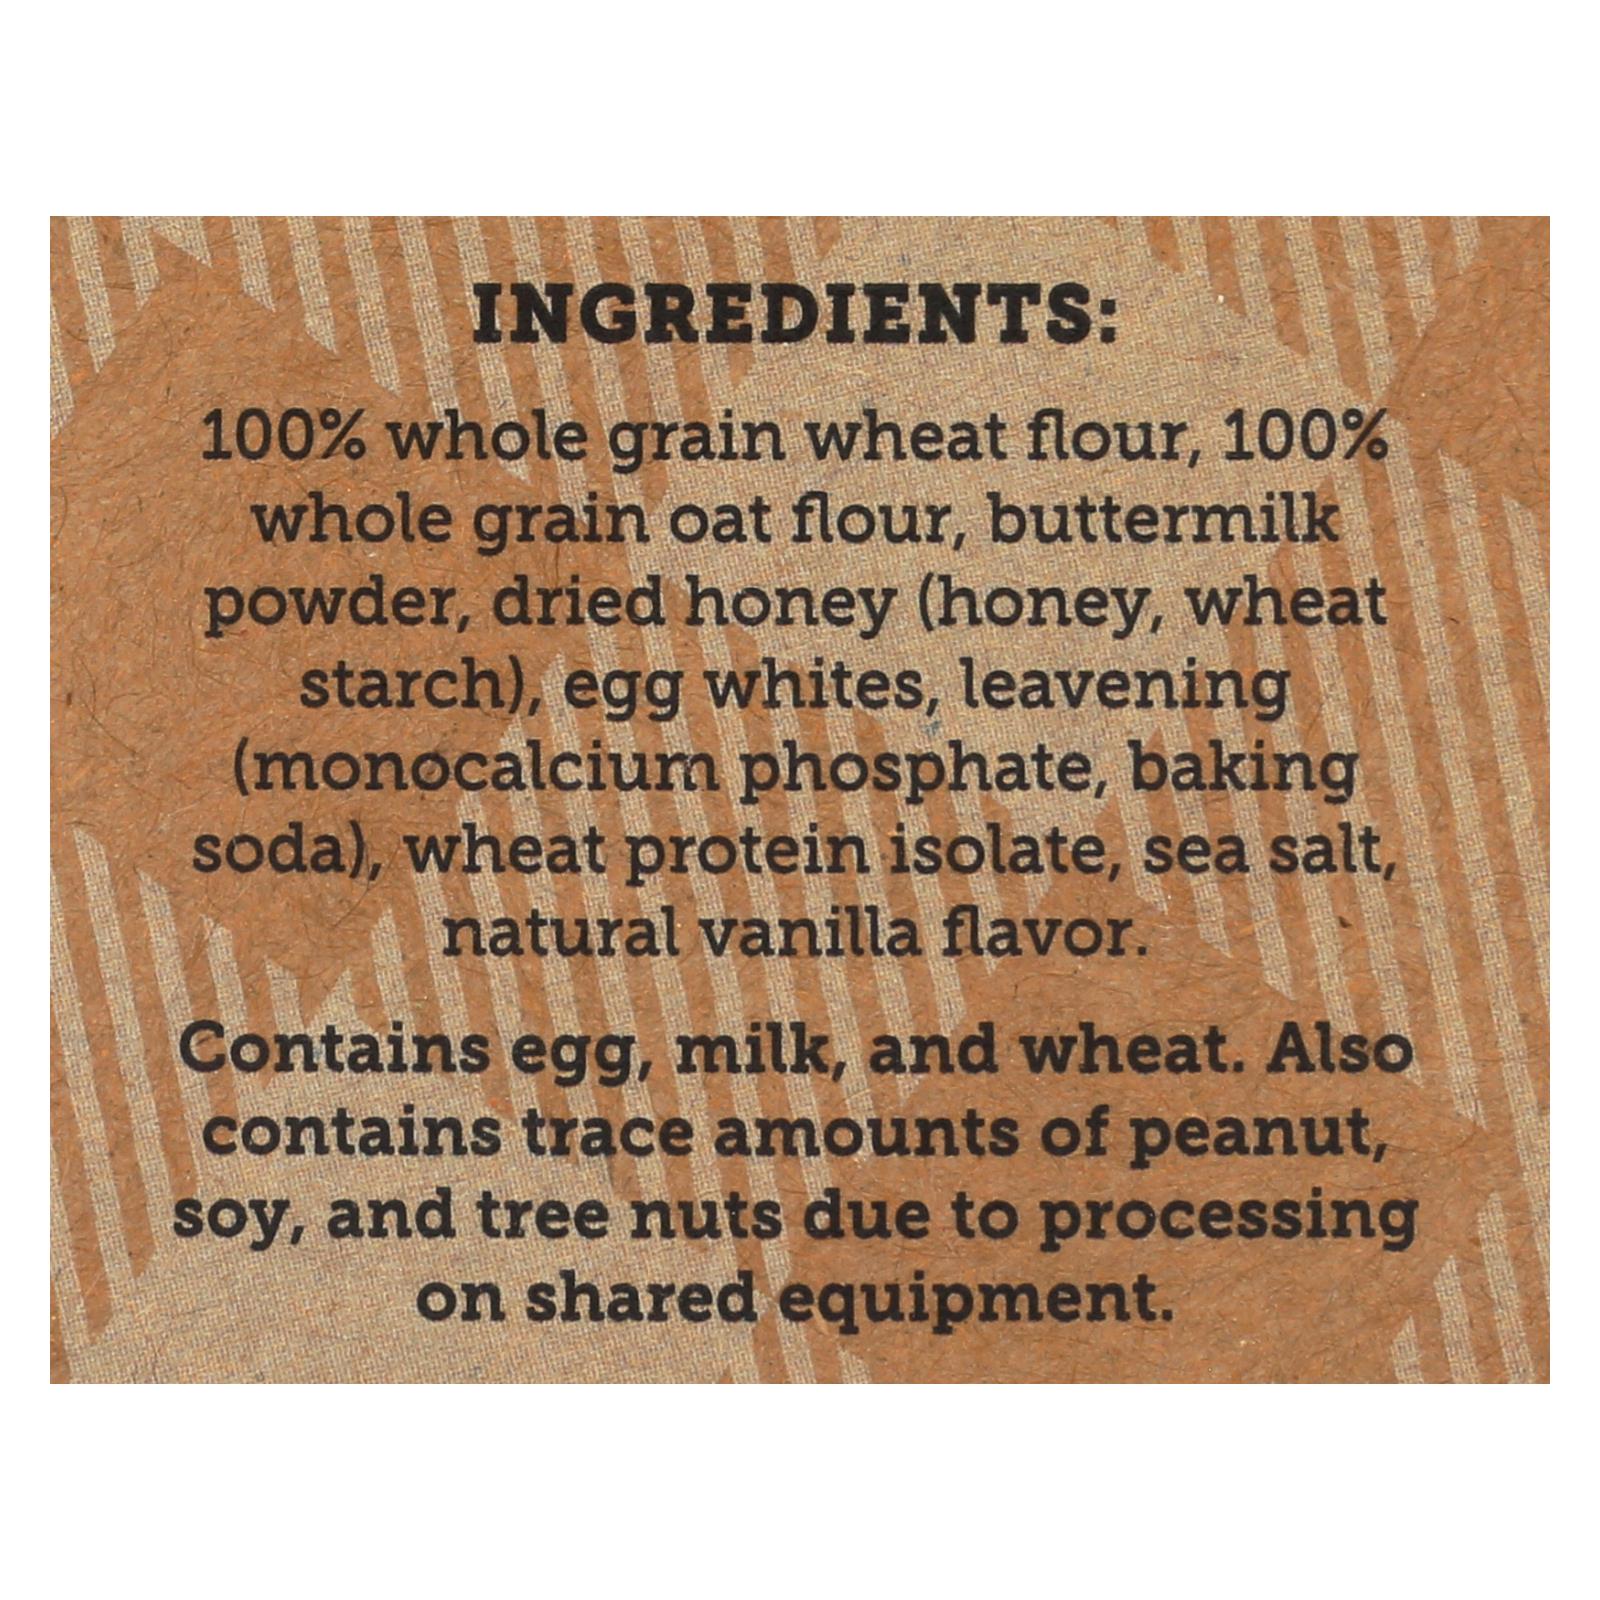 INGREDIENTS:
100% whole grain wheat flour, 100%
whole grain oat flour, buttermilk
powder, dried honey (honey, wheat
starch), egg whites, leavening
(monocalcium phosphate, baking
soda), wheat protein isolate, sea salt,
natural vanilla flavor.
Contains egg, milk, and wheat. Also
contains trace amounts of peanut,
soy, and tree nuts due to processing
on shared equipment.